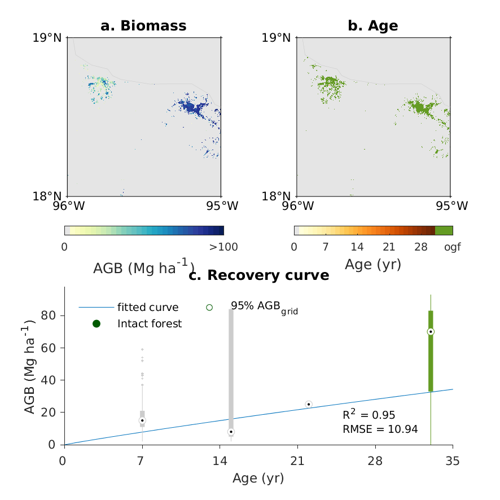 a. Biomass
b. Age
19°N
18°N
96°W
95°W
19°N
18°N
96°W
95°W
0
>100
AGB (Mg ha-1)
0
7
14
21
28
ogf
Age (yr)
c. Recovery curve
fitted curve
95% AGBgrid
Intact forest
80
60
40
20
0
AGB (Mg ha-1)
R2 = 0.95
RMSE = 10.94
0
7
14
21
28
35
Age (yr)